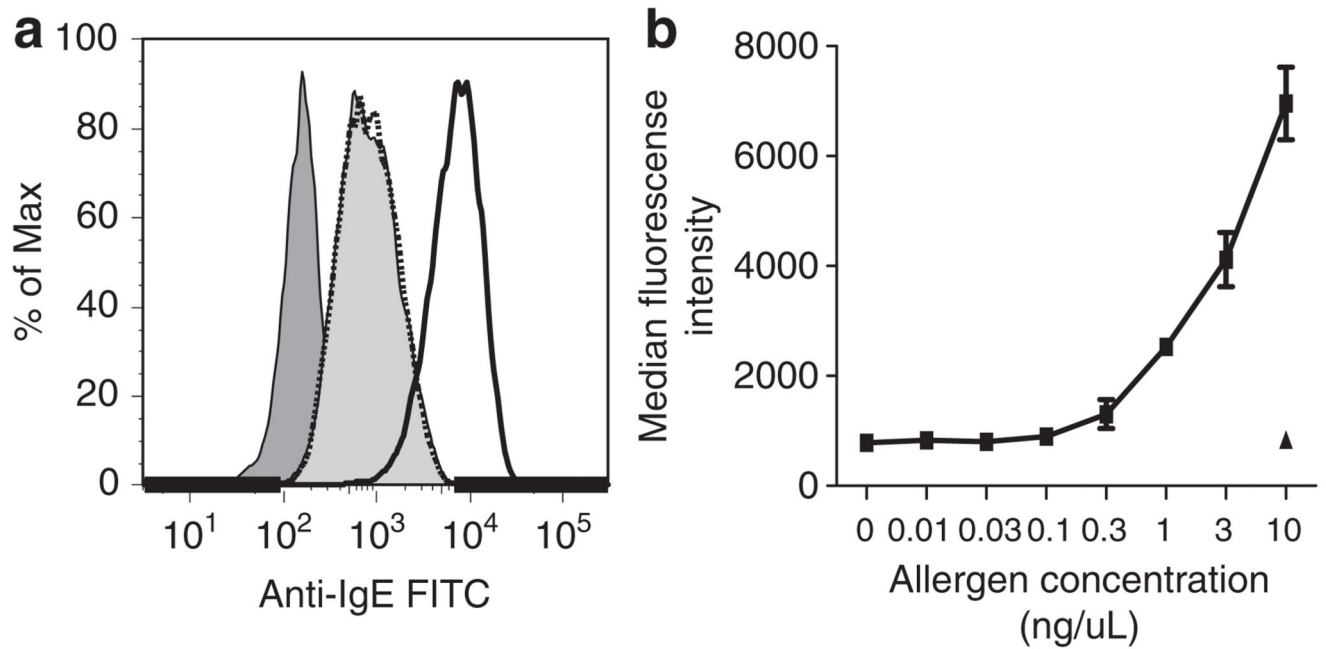 a
100
80
60
40
20
0
% of Max
10¹ 10² 10³ 10⁴ 10⁵
Anti-IgE FITC
b
8000
6000
4000
2000
0
Median fluorescense
intensity
0 0.01 0.03 0.1 0.3 1 3 10
Allergen concentration
(ng/uL)